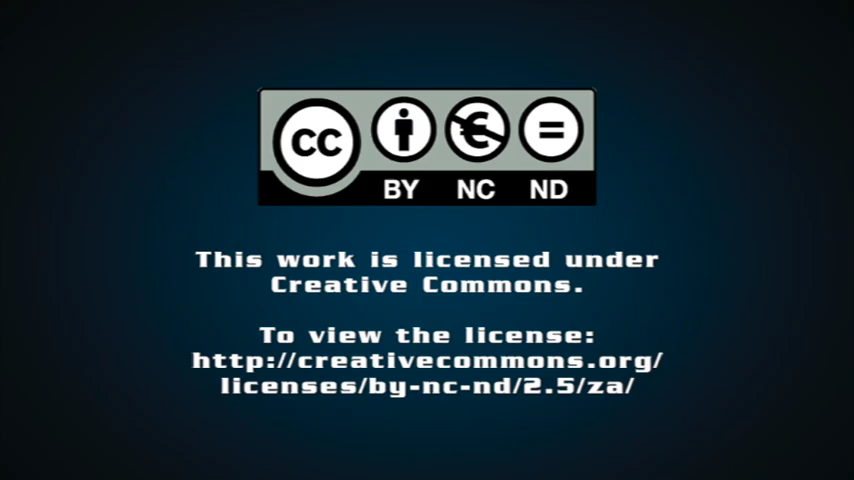 CC
BY NC ND
This work is licensed under
Creative Commons.
To view the license:
http://creativecommons.org/
licenses/by-nc-nd/2.5/za/